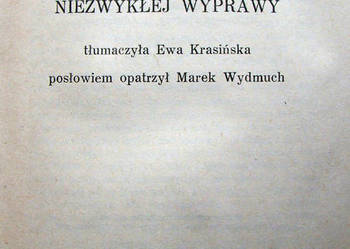 NIEZWYKŁEJ WYPRAWY
tłumaczyła Ewa Krasińska
posłowiem opatrzył Marek Wydmuch